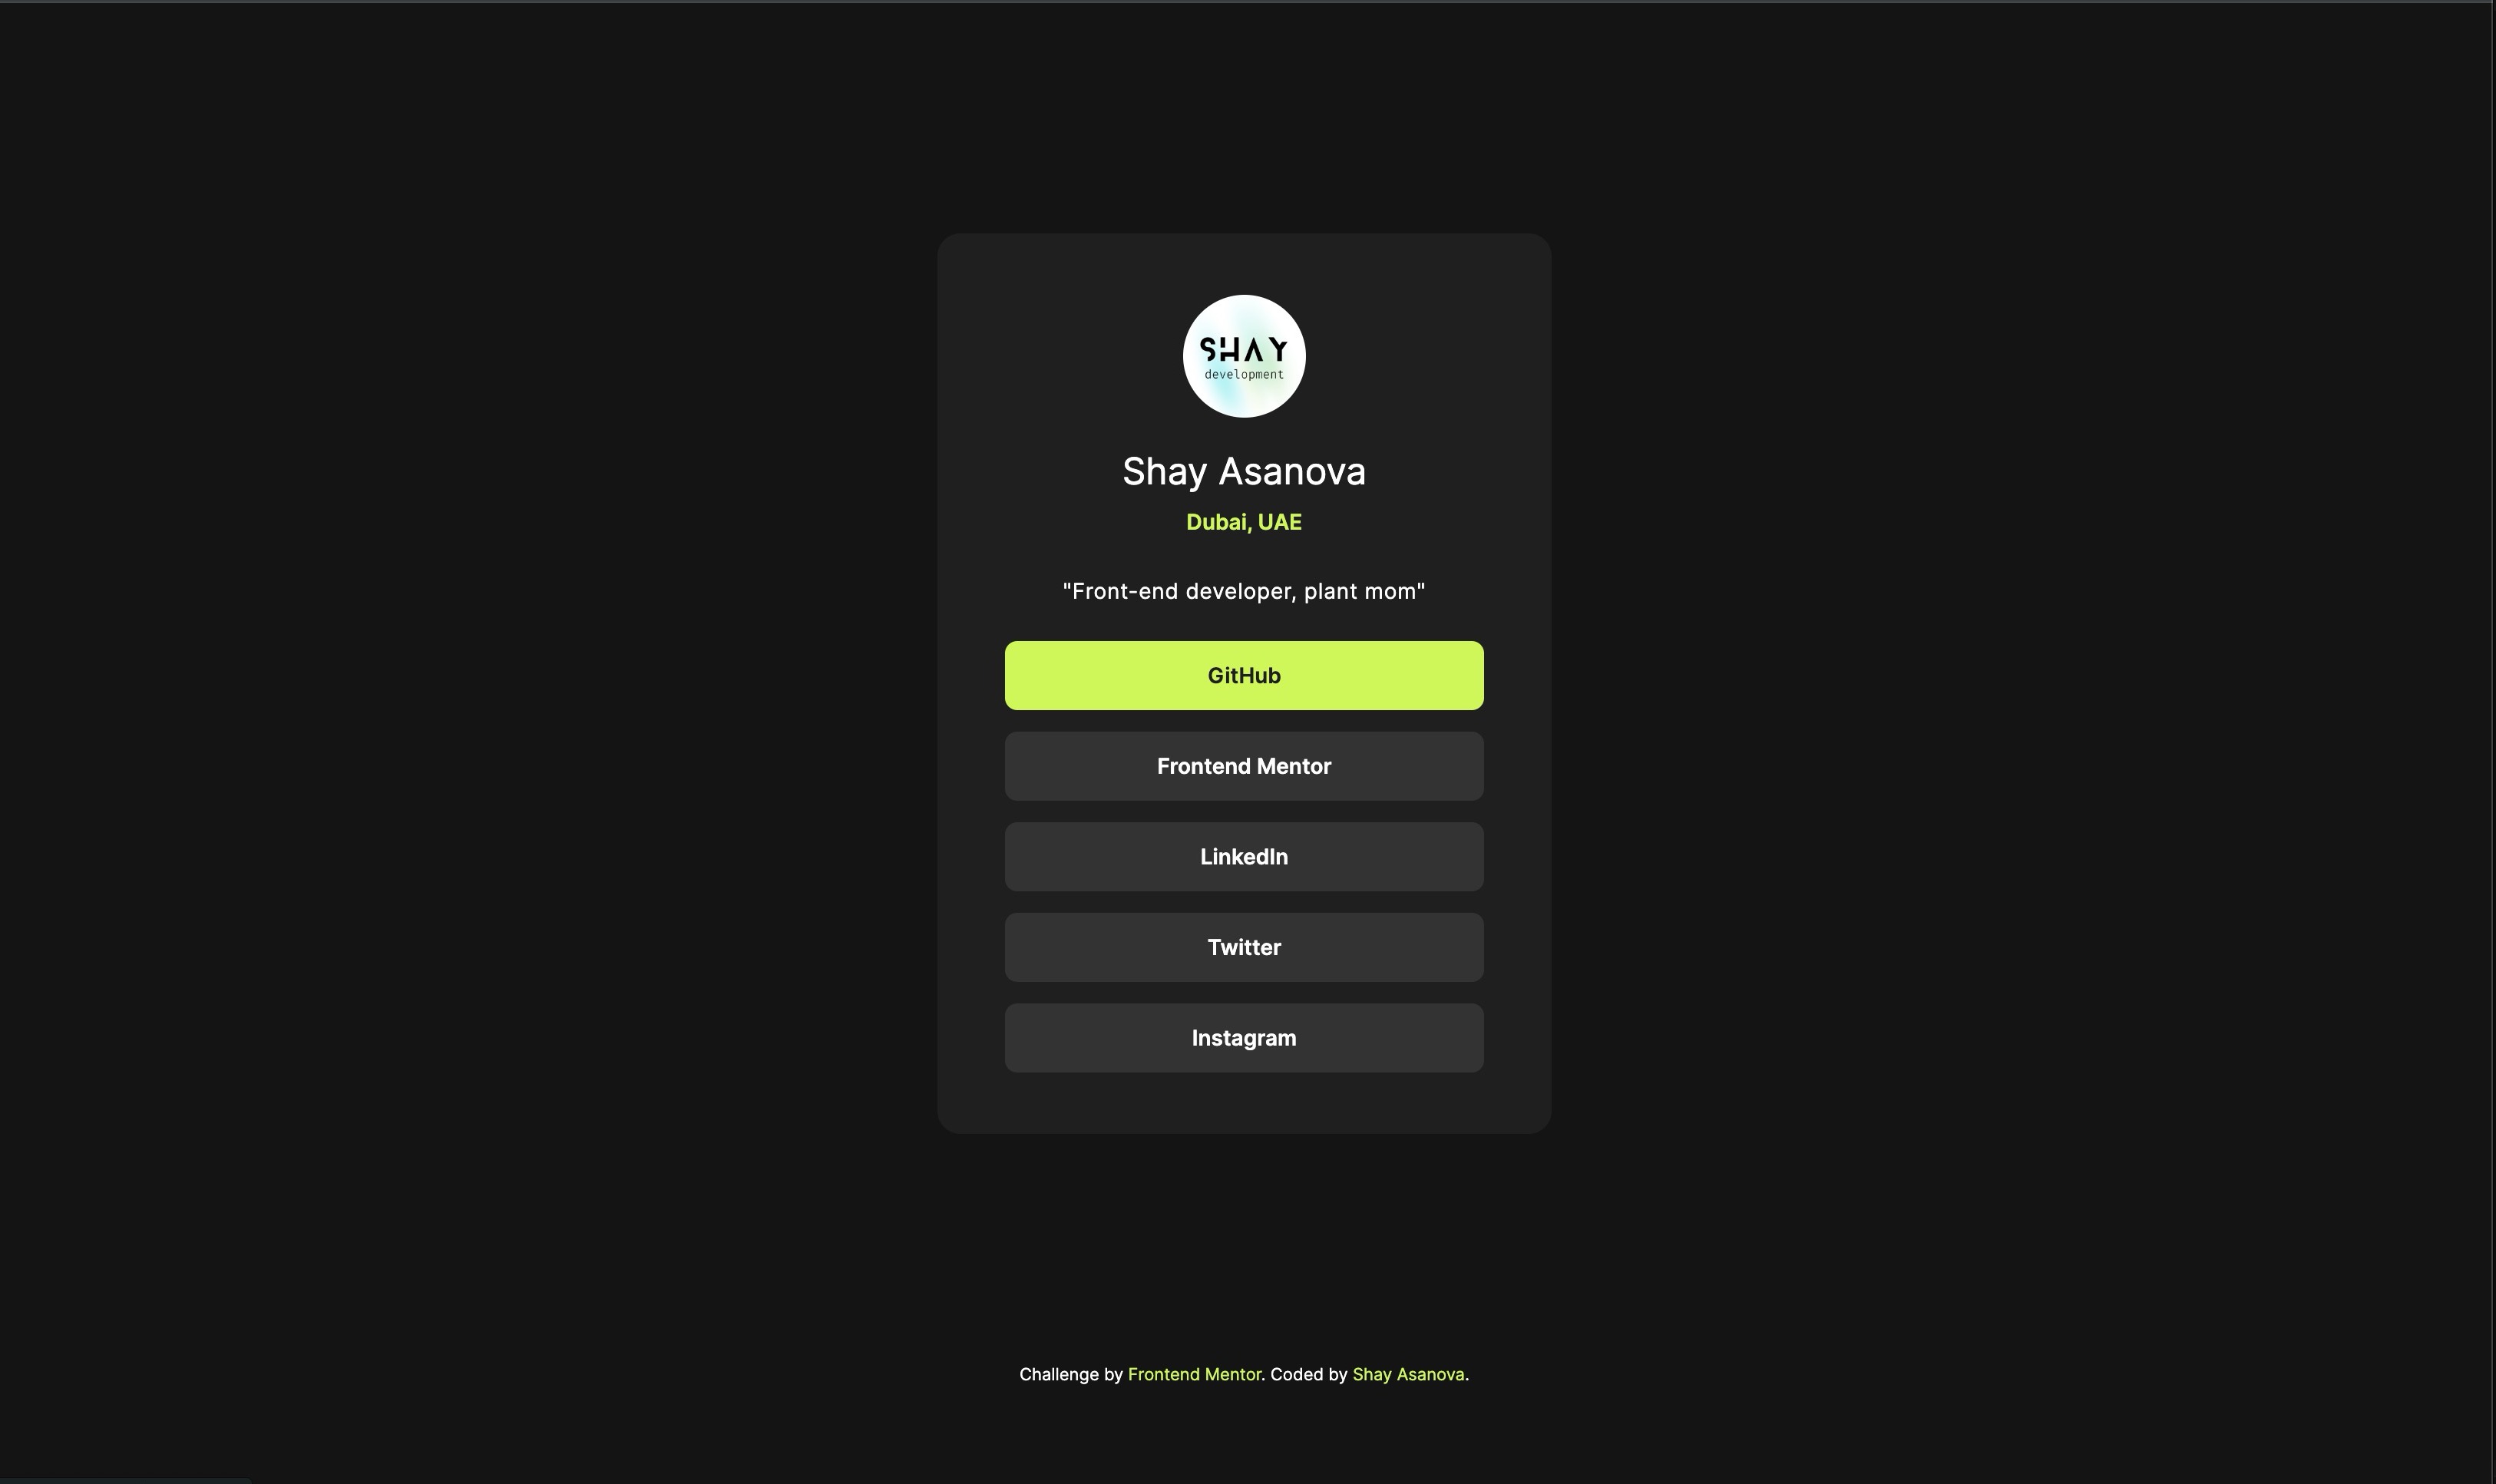 SHAY
development
Shay Asanova
Dubai, UAE
"Front-end developer, plant mom"
GitHub
Frontend Mentor
LinkedIn
Twitter
Instagram
Challenge by Frontend Mentor. Coded by Shay Asanova.